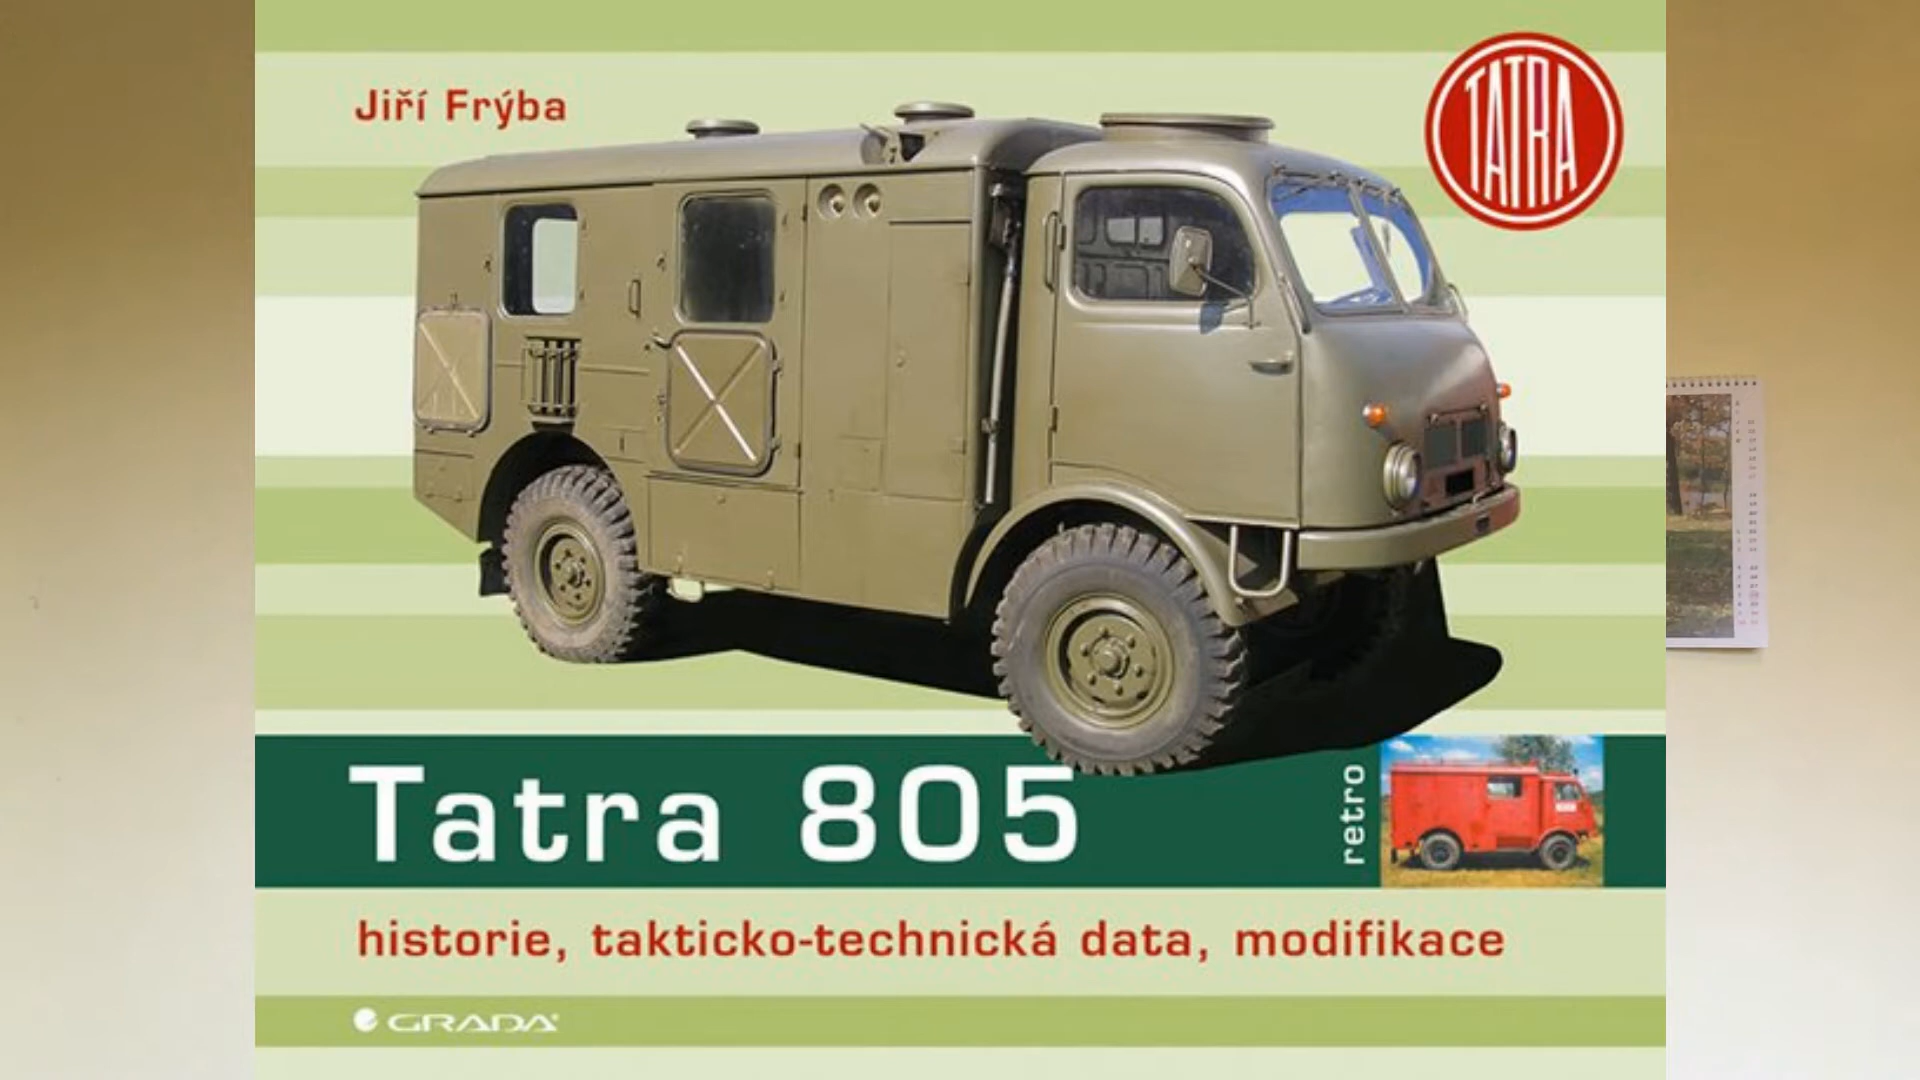 Jiří Frýba
TATRA
Tatra 805
retro
historie, takticko-technická data, modifikace
GRADA